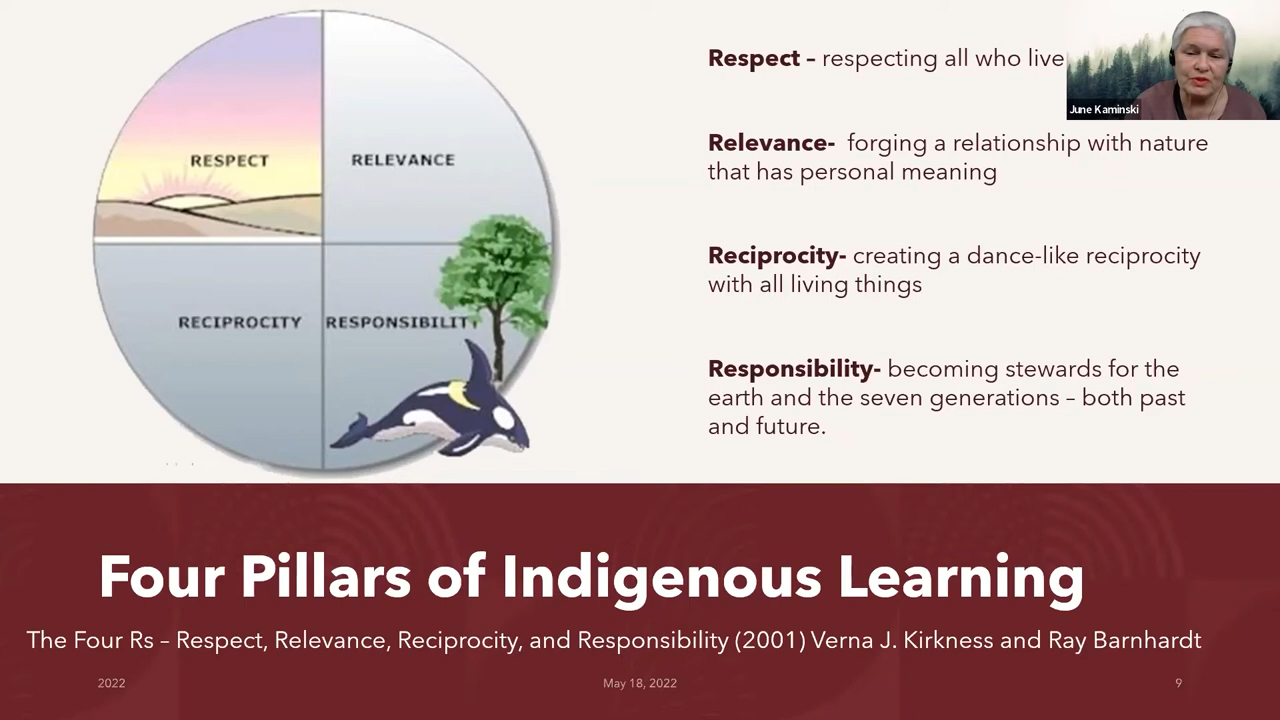 RESPECT
RELEVANCE
RECIPROCITY
RESPONSIBILITY
Respect – respecting all who live
June Kaminski
Relevance-  forging a relationship with nature
that has personal meaning
Reciprocity- creating a dance-like reciprocity
with all living things
Responsibility- becoming stewards for the
earth and the seven generations – both past
and future.
Four Pillars of Indigenous Learning
The Four Rs – Respect, Relevance, Reciprocity, and Responsibility (2001) Verna J. Kirkness and Ray Barnhardt
2022
May 18, 2022
9